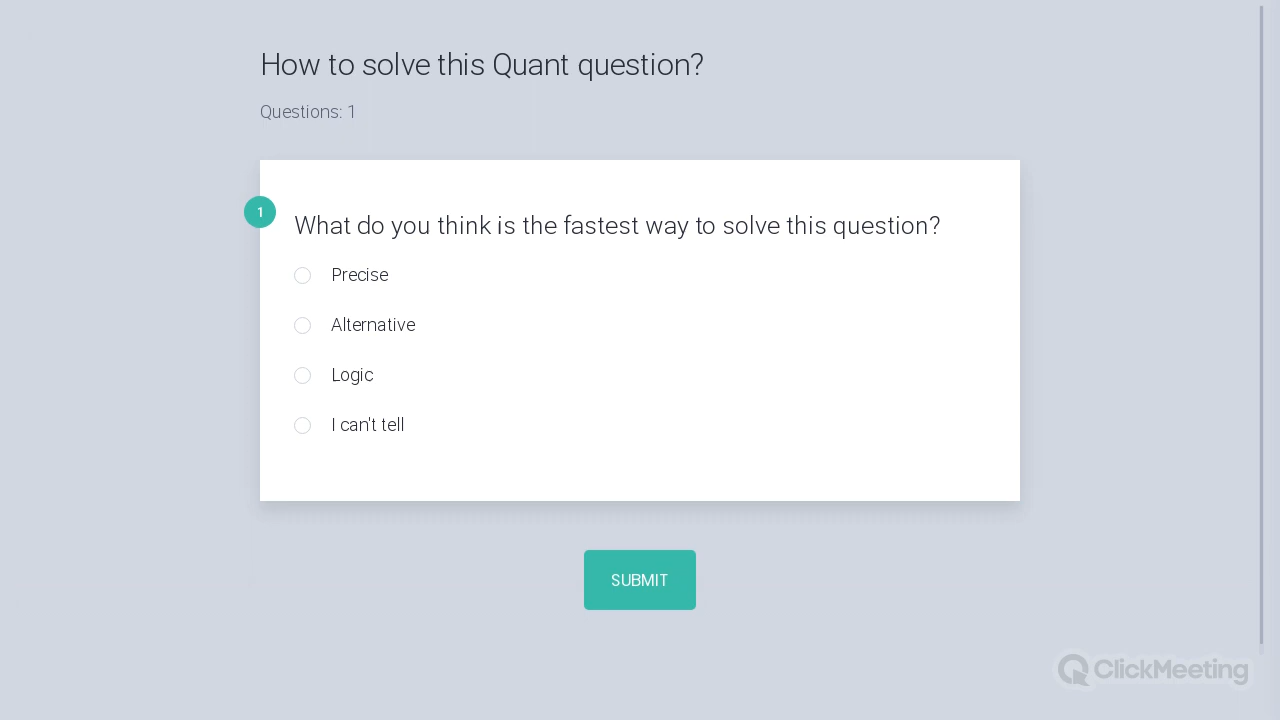 How to solve this Quant question?
Questions: 1
1
What do you think is the fastest way to solve this question?
Precise
Alternative
Logic
I can't tell
SUBMIT
ClickMeeting